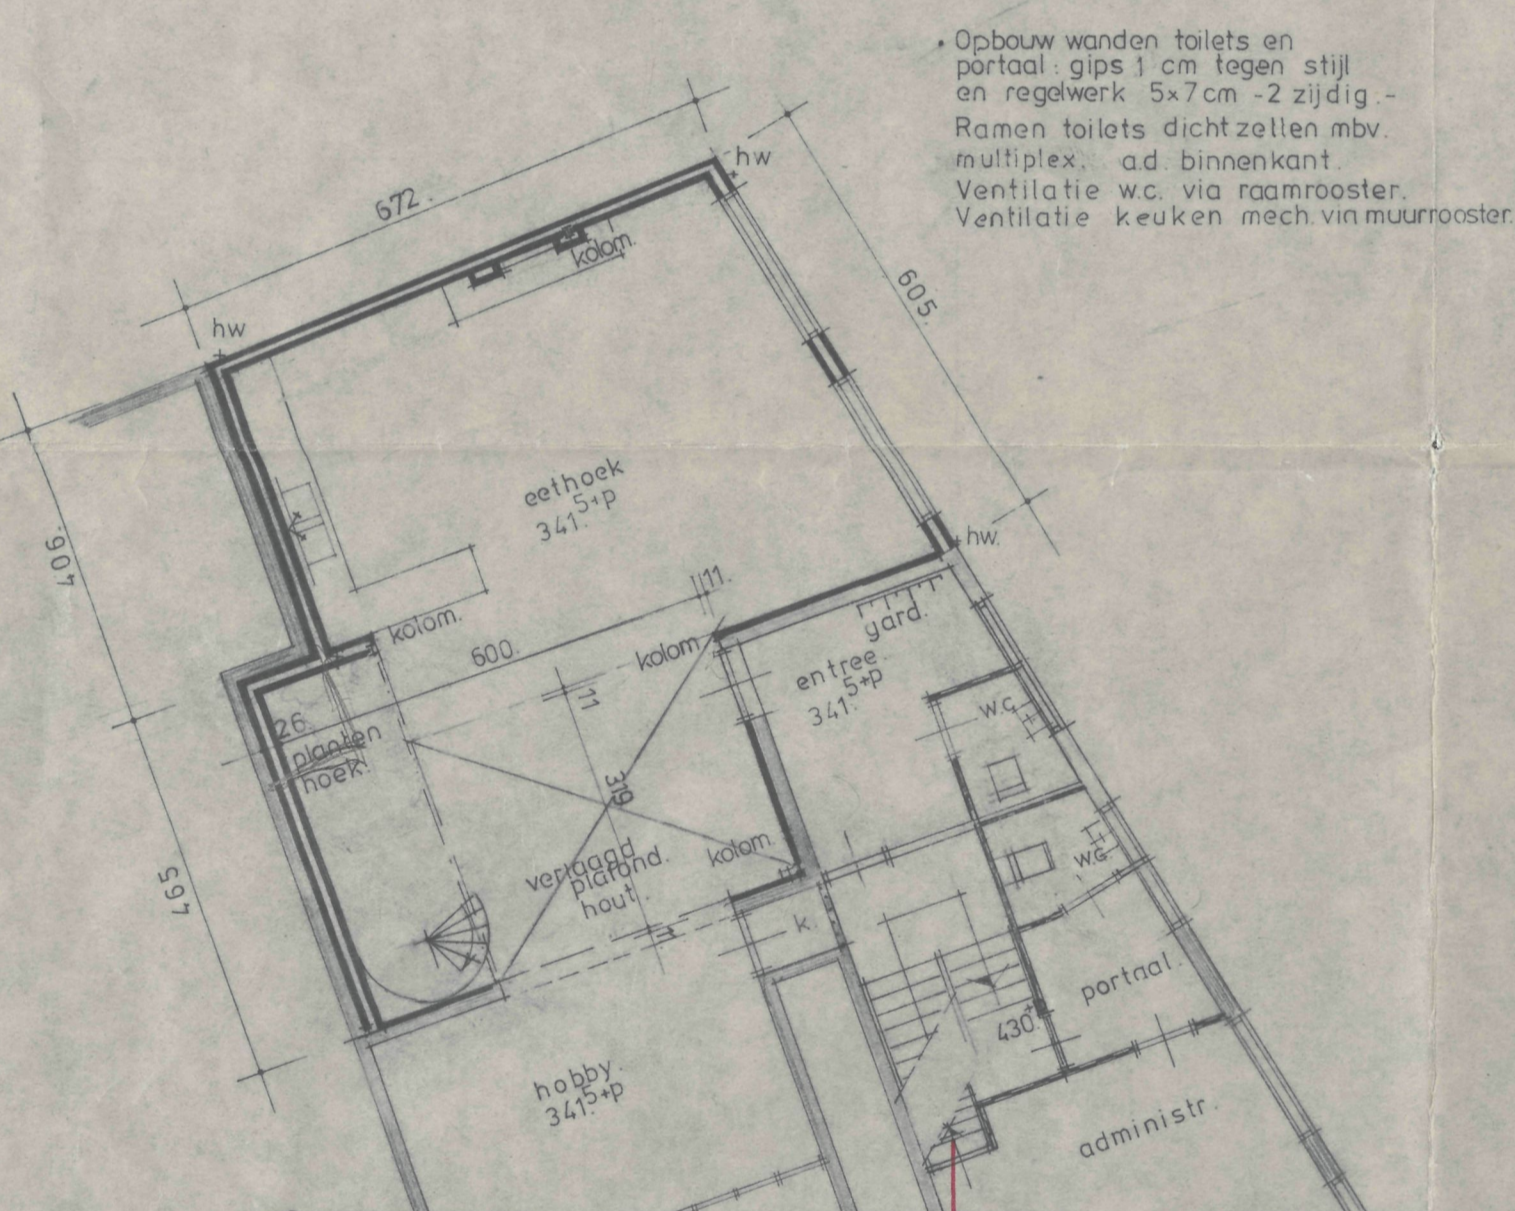 • Opbouw wanden toilets en
portaal : gips 1 cm tegen stijl
en regelwerk 5x7cm -2 zijdig.-
Ramen toilets dichtzetten mbv.
multiplex. a.d. binnenkant.
Ventilatie w.c. via raamrooster.
Ventilatie keuken mech. via muurrooster.
672.
hw
kolom.
hw
605.
406.
eethoek
341.5+p
hw.
11.
kolom.
600.
kolom
gard.
entree
341.5+p
11
26.
planten
hoek.
w.c.
319
465
verlaagd
plafond.
hout.
kolom.
w.c.
11
k.
portaal.
430+
hobby.
341.5+p
administr.